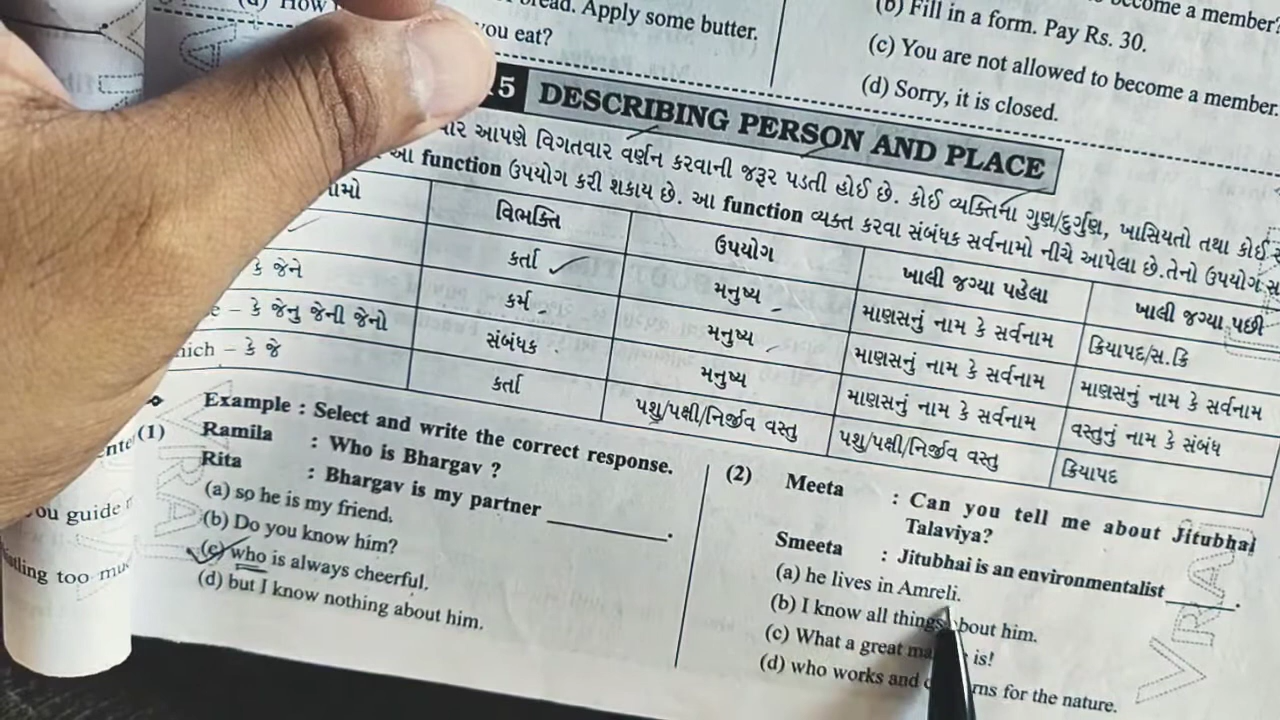 (d) How
bread. Apply some butter.
you eat?
become a member?
(b) Fill in a form. Pay Rs. 30.
(c) You are not allowed to become a member.
(d) Sorry, it is closed.
15 DESCRIBING PERSON AND PLACE
આપણે વિગતવાર વર્ણન કરવાની જરૂર પડતી હોઈ છે. કોઈ વ્યક્તિના ગુણ/દુર્ગુણ, ખાસિયતો તથા કોઈ
આ function ઉપયોગ કરી શકાય છે. આ function વ્યક્ત કરવા સંબંધક સર્વનામો નીચે આપેલા છે.તેનો ઉપયોગ
વિભક્તિ ઉપયોગ ખાલી જગ્યા પહેલા ખાલી જગ્યા પછી
કર્તા મનુષ્ય માણસનું નામ કે સર્વનામ ક્રિયાપદ/સ.ક્રિ
કે જેને કર્મ મનુષ્ય માણસનું નામ કે સર્વનામ માણસનું નામ કે સર્વનામ
– કે જેનુ જેની જેનો સંબંધક મનુષ્ય માણસનું નામ કે સર્વનામ વસ્તુનું નામ કે સંબંધ
– કે જે કર્તા પશુ/પક્ષી/નિર્જીવ વસ્તુ પશુ/પક્ષી/નિર્જીવ વસ્તુ ક્રિયાપદ
Example : Select and write the correct response.
(1) Ramila : Who is Bhargav ?
Rita : Bhargav is my partner ________.
(a) so he is my friend.
(b) Do you know him?
(c) who is always cheerful.
(d) but I know nothing about him.
(2) Meeta : Can you tell me about Jitubhai
Talaviya?
Smeeta : Jitubhai is an environmentalist ______.
(a) he lives in Amreli.
(b) I know all things about him.
(c) What a great is!
(d) who works and for the nature.
you guide
too
VRAJ